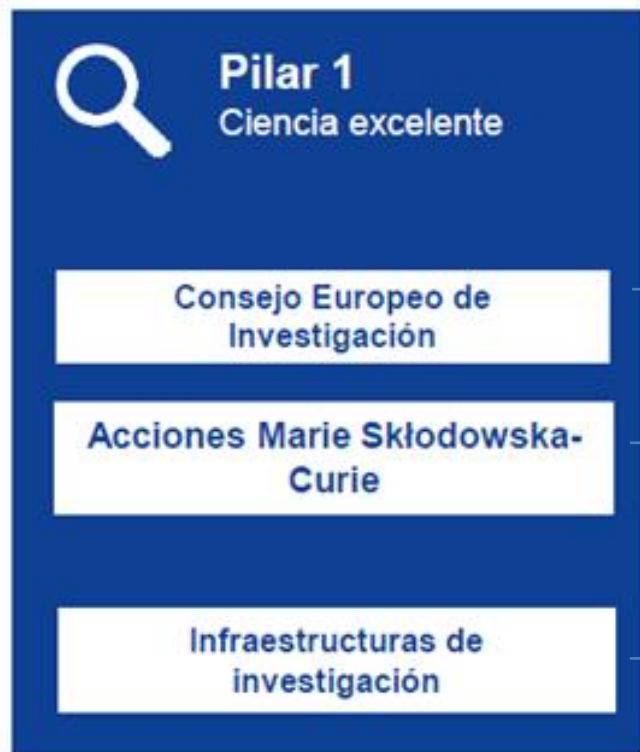 Pilar 1
Ciencia excelente
Consejo Europeo de
Investigación
Acciones Marie Skłodowska-
Curie
Infraestructuras de
investigación